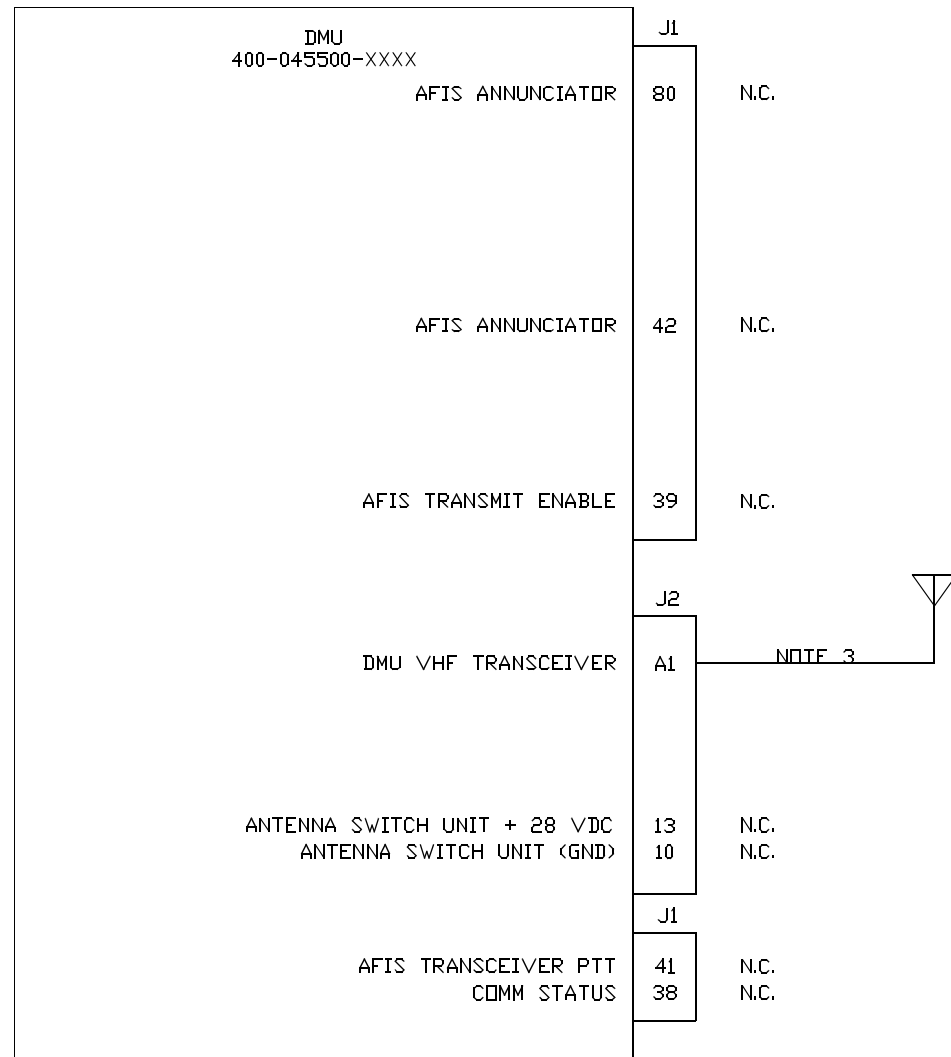 J1
DMU
400-045500-XXXX
AFIS ANNUNCIATOR 80 N.C.
AFIS ANNUNCIATOR 42 N.C.
AFIS TRANSMIT ENABLE 39 N.C.
J2
DMU VHF TRANSCEIVER A1 NOTE 3
ANTENNA SWITCH UNIT + 28 VDC 13 N.C.
ANTENNA SWITCH UNIT (GND) 10 N.C.
J1
AFIS TRANSCEIVER PTT 41 N.C.
COMM STATUS 38 N.C.